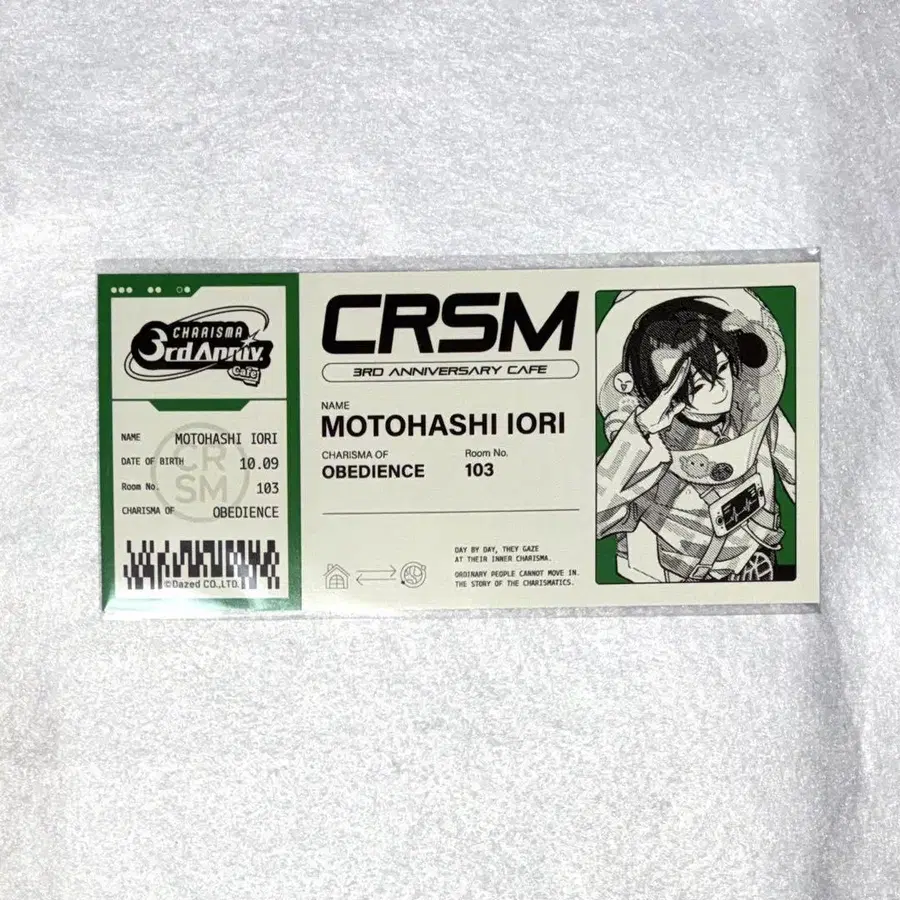 CHARISMA
3rd Anniv.
Cafe
NAME MOTOHASHI IORI
DATE OF BIRTH 10.09
Room No. 103
CHARISMA OF OBEDIENCE
CR
SM
©Dazed CO.,LTD.
CRSM
3RD ANNIVERSARY CAFE
NAME
MOTOHASHI IORI
CHARISMA OF Room No.
OBEDIENCE 103
DAY BY DAY, THEY GAZE
AT THEIR INNER CHARISMA.
ORDINARY PEOPLE CANNOT MOVE IN
THE STORY OF THE CHARISMATICS.